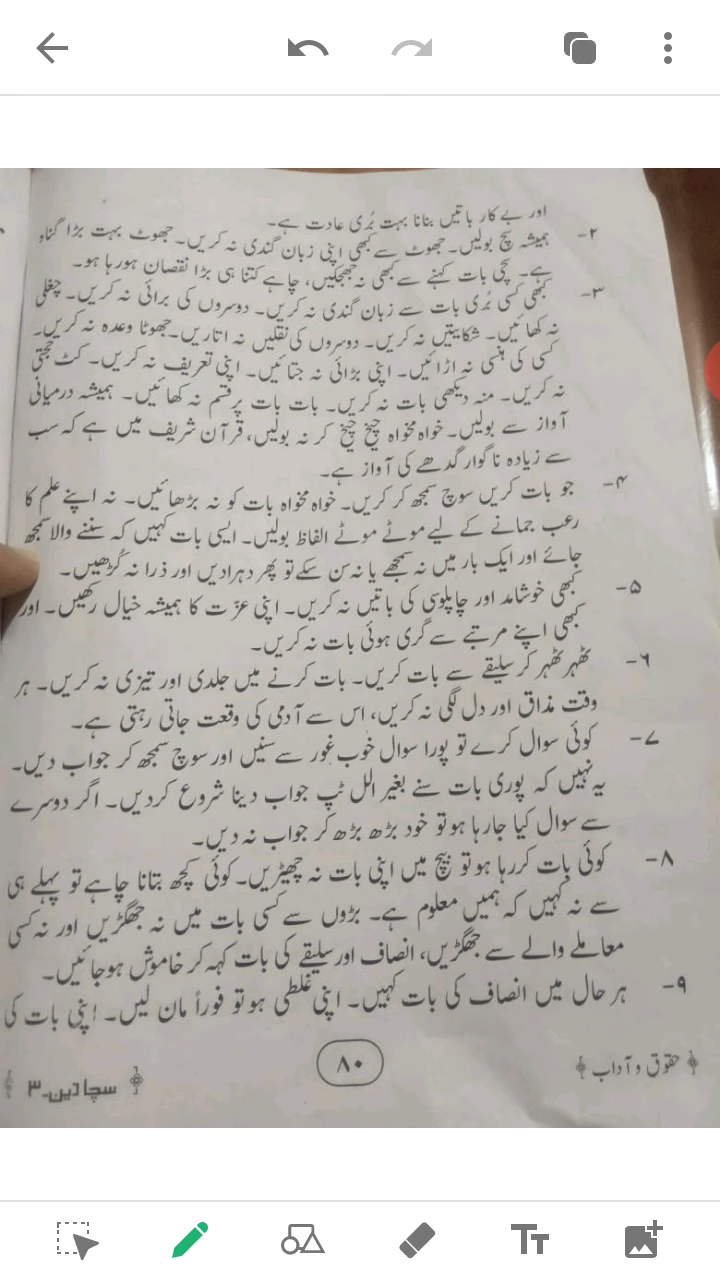 اور بے کار باتیں بنانا بہت بُری عادت ہے۔
۲- ہمیشہ سچ بولیں۔ جھوٹ سے کبھی اپنی زبان گندی نہ کریں۔ جھوٹ بہت بڑا گناہ
ہے۔ سچی بات کہنے سے کبھی نہ جھجکیں، چاہے کتنا ہی بڑا نقصان ہورہا ہو۔
۳- کبھی کسی بُری بات سے زبان گندی نہ کریں۔ دوسروں کی برائی نہ کریں۔ چغلی
نہ کھائیں۔ شکایتیں نہ کریں۔ دوسروں کی نقلیں نہ اتاریں۔ جھوٹا وعدہ نہ کریں۔
کسی کی ہنسی نہ اڑائیں۔ اپنی بڑائی نہ جتائیں۔ اپنی تعریف نہ کریں۔ کٹ حجتی
نہ کریں۔ منہ دیکھی بات نہ کریں۔ بات بات پر قسم نہ کھائیں۔ ہمیشہ درمیانی
آواز سے بولیں۔ خواہ مخواہ چیخ چیخ کر نہ بولیں، قرآن شریف میں ہے کہ سب
سے زیادہ ناگوار گدھے کی آواز ہے۔
۴- جو بات کریں سوچ سمجھ کر کریں۔ خواہ مخواہ بات کو نہ بڑھائیں۔ نہ اپنے علم کا
رعب جمانے کے لیے موٹے موٹے الفاظ بولیں۔ ایسی بات کہیں کہ سننے والا سمجھ
جائے اور ایک بار میں نہ سمجھے یا نہ سن سکے تو پھر دہرادیں اور ذرا نہ کُڑھیں۔
۵- کبھی خوشامد اور چاپلوسی کی باتیں نہ کریں۔ اپنی عزّت کا ہمیشہ خیال رکھیں۔ اور
کبھی اپنے مرتبے سے گری ہوئی بات نہ کریں۔
۶- ٹھہر ٹھہر کر سلیقے سے بات کریں۔ بات کرنے میں جلدی اور تیزی نہ کریں۔ ہر
وقت مذاق اور دل لگی نہ کریں، اس سے آدمی کی وقعت جاتی رہتی ہے۔
۷- کوئی سوال کرے تو پورا سوال خوب غور سے سنیں اور سوچ سمجھ کر جواب دیں۔
یہ نہیں کہ پوری بات سنے بغیر الل ٹپ جواب دینا شروع کردیں۔ اگر دوسرے
سے سوال کیا جارہا ہو تو خود بڑھ بڑھ کر جواب نہ دیں۔
۸- کوئی بات کررہا ہو تو بیچ میں اپنی بات نہ چھیڑیں۔ کوئی کچھ بتانا چاہے تو پہلے ہی
سے نہ کہیں کہ ہمیں معلوم ہے۔ بڑوں سے کسی بات میں نہ جھگڑیں اور نہ کسی
معاملے والے سے جھگڑیں، انصاف اور سلیقے کی بات کہہ کر خاموش ہوجائیں۔
۹- ہر حال میں انصاف کی بات کہیں۔ اپنی غلطی ہو تو فوراً مان لیں۔ اپنی بات کی
﴿ حقوق و آداب ﴾
۸۰
﴿ سچا دین۔۳ ﴾